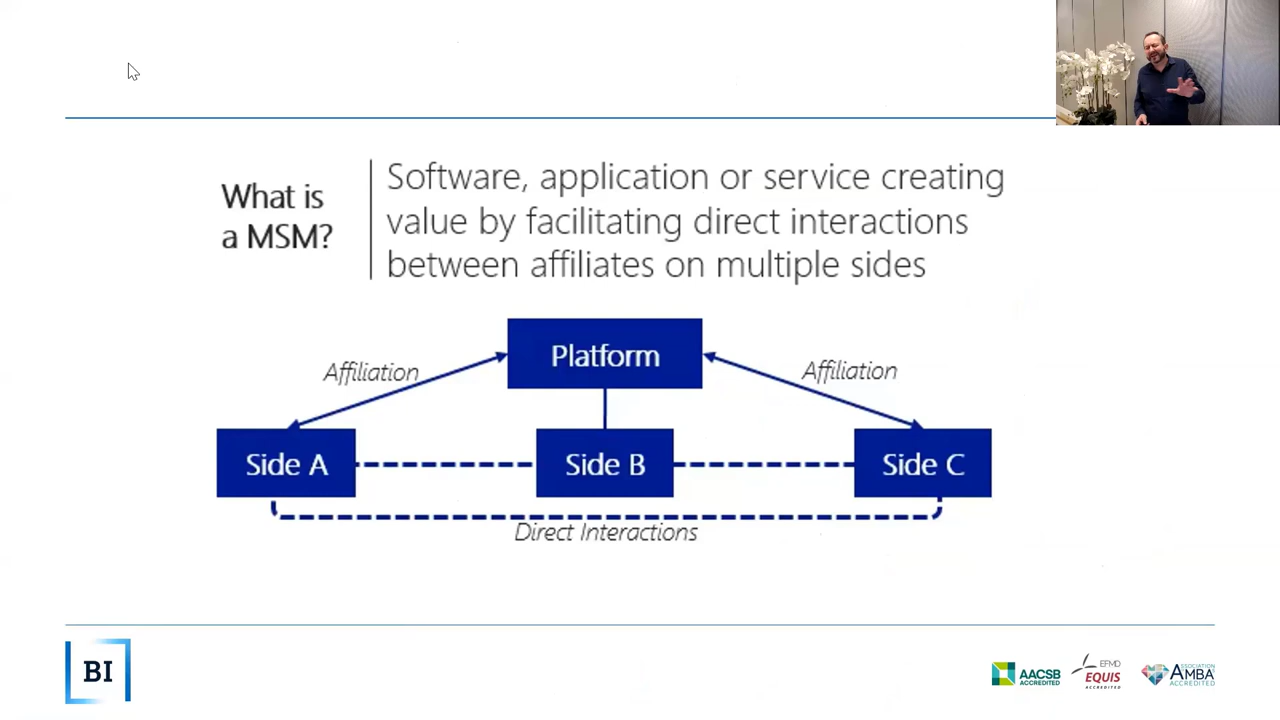 What is
a MSM?
Software, application or service creating
value by facilitating direct interactions
between affiliates on multiple sides
Platform
Affiliation
Affiliation
Side A
Side B
Side C
Direct Interactions
BI
AACSB
ACCREDITED
EFMD
EQUIS
ACCREDITED
ASSOCIATION
AMBA
ACCREDITED